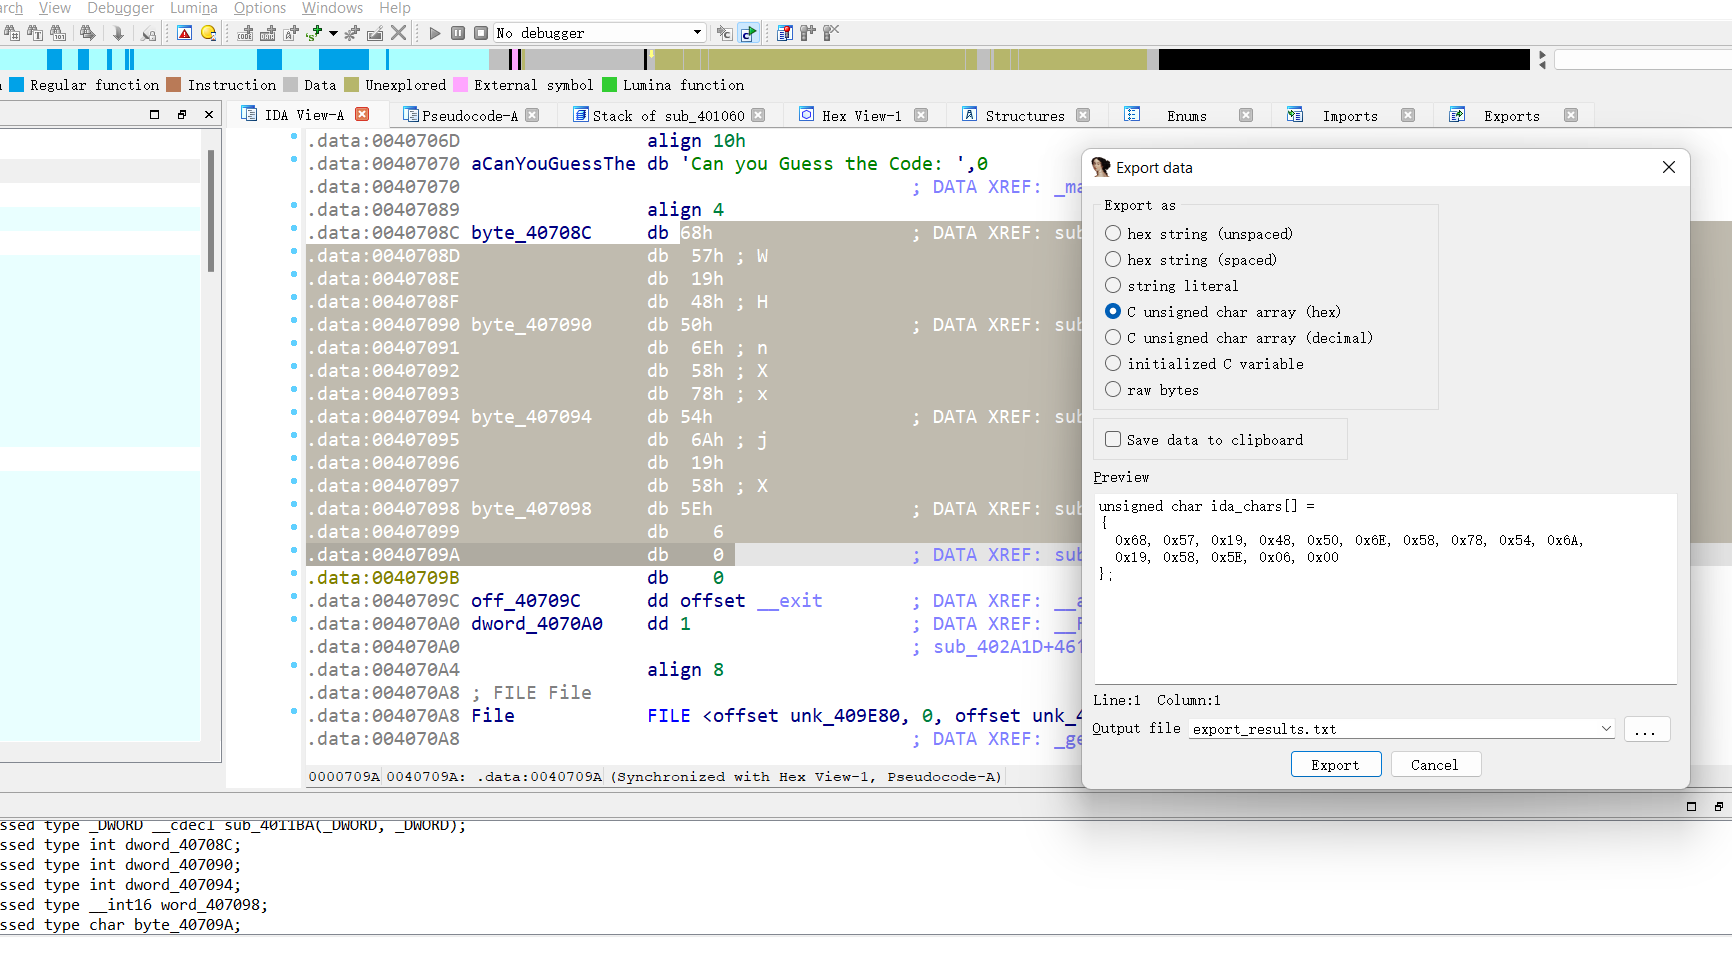 arch View Debugger Lumina Options Windows Help
No debugger
Regular function Instruction Data Unexplored External symbol Lumina function
IDA View-A Pseudocode-A Stack of sub_401060 Hex View-1 Structures Enums Imports Exports
.data:0040706D align 10h
.data:00407070 aCanYouGuessThe db 'Can you Guess the Code: ',0
.data:00407070 ; DATA XREF: _ma
.data:00407089 align 4
.data:0040708C byte_40708C db 68h ; DATA XREF: sub
.data:0040708D db 57h ; W
.data:0040708E db 19h
.data:0040708F db 48h ; H
.data:00407090 byte_407090 db 50h ; DATA XREF: sub
.data:00407091 db 6Eh ; n
.data:00407092 db 58h ; X
.data:00407093 db 78h ; x
.data:00407094 byte_407094 db 54h ; DATA XREF: sub
.data:00407095 db 6Ah ; j
.data:00407096 db 19h
.data:00407097 db 58h ; X
.data:00407098 byte_407098 db 5Eh ; DATA XREF: sub
.data:00407099 db 6
.data:0040709A db 0 ; DATA XREF: sub
.data:0040709B db 0
.data:0040709C off_40709C dd offset __exit ; DATA XREF: __a
.data:004070A0 dword_4070A0 dd 1 ; DATA XREF: __F
.data:004070A0 ; sub_402A1D+461
.data:004070A4 align 8
.data:004070A8 ; FILE File
.data:004070A8 File FILE <offset unk_409E80, 0, offset unk_4
.data:004070A8 ; DATA XREF: _ge
0000709A 0040709A: .data:0040709A (Synchronized with Hex View-1, Pseudocode-A)
Export data
Export as
hex string (unspaced)
hex string (spaced)
string literal
C unsigned char array (hex)
C unsigned char array (decimal)
initialized C variable
raw bytes
Save data to clipboard
Preview
unsigned char ida_chars[] =
{
0x68, 0x57, 0x19, 0x48, 0x50, 0x6E, 0x58, 0x78, 0x54, 0x6A,
0x19, 0x58, 0x5E, 0x06, 0x00
};
Line:1 Column:1
Output file export_results.txt ...
Export Cancel
ssed type _DWORD __cdecl sub_4011BA(_DWORD, _DWORD);
ssed type int dword_40708C;
ssed type int dword_407090;
ssed type int dword_407094;
ssed type __int16 word_407098;
ssed type char byte_40709A;